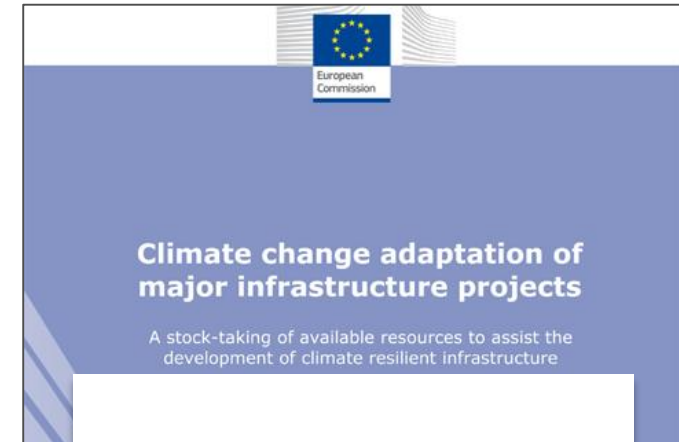 European
Commission
Climate change adaptation of
major infrastructure projects
A stock-taking of available resources to assist the
development of climate resilient infrastructure